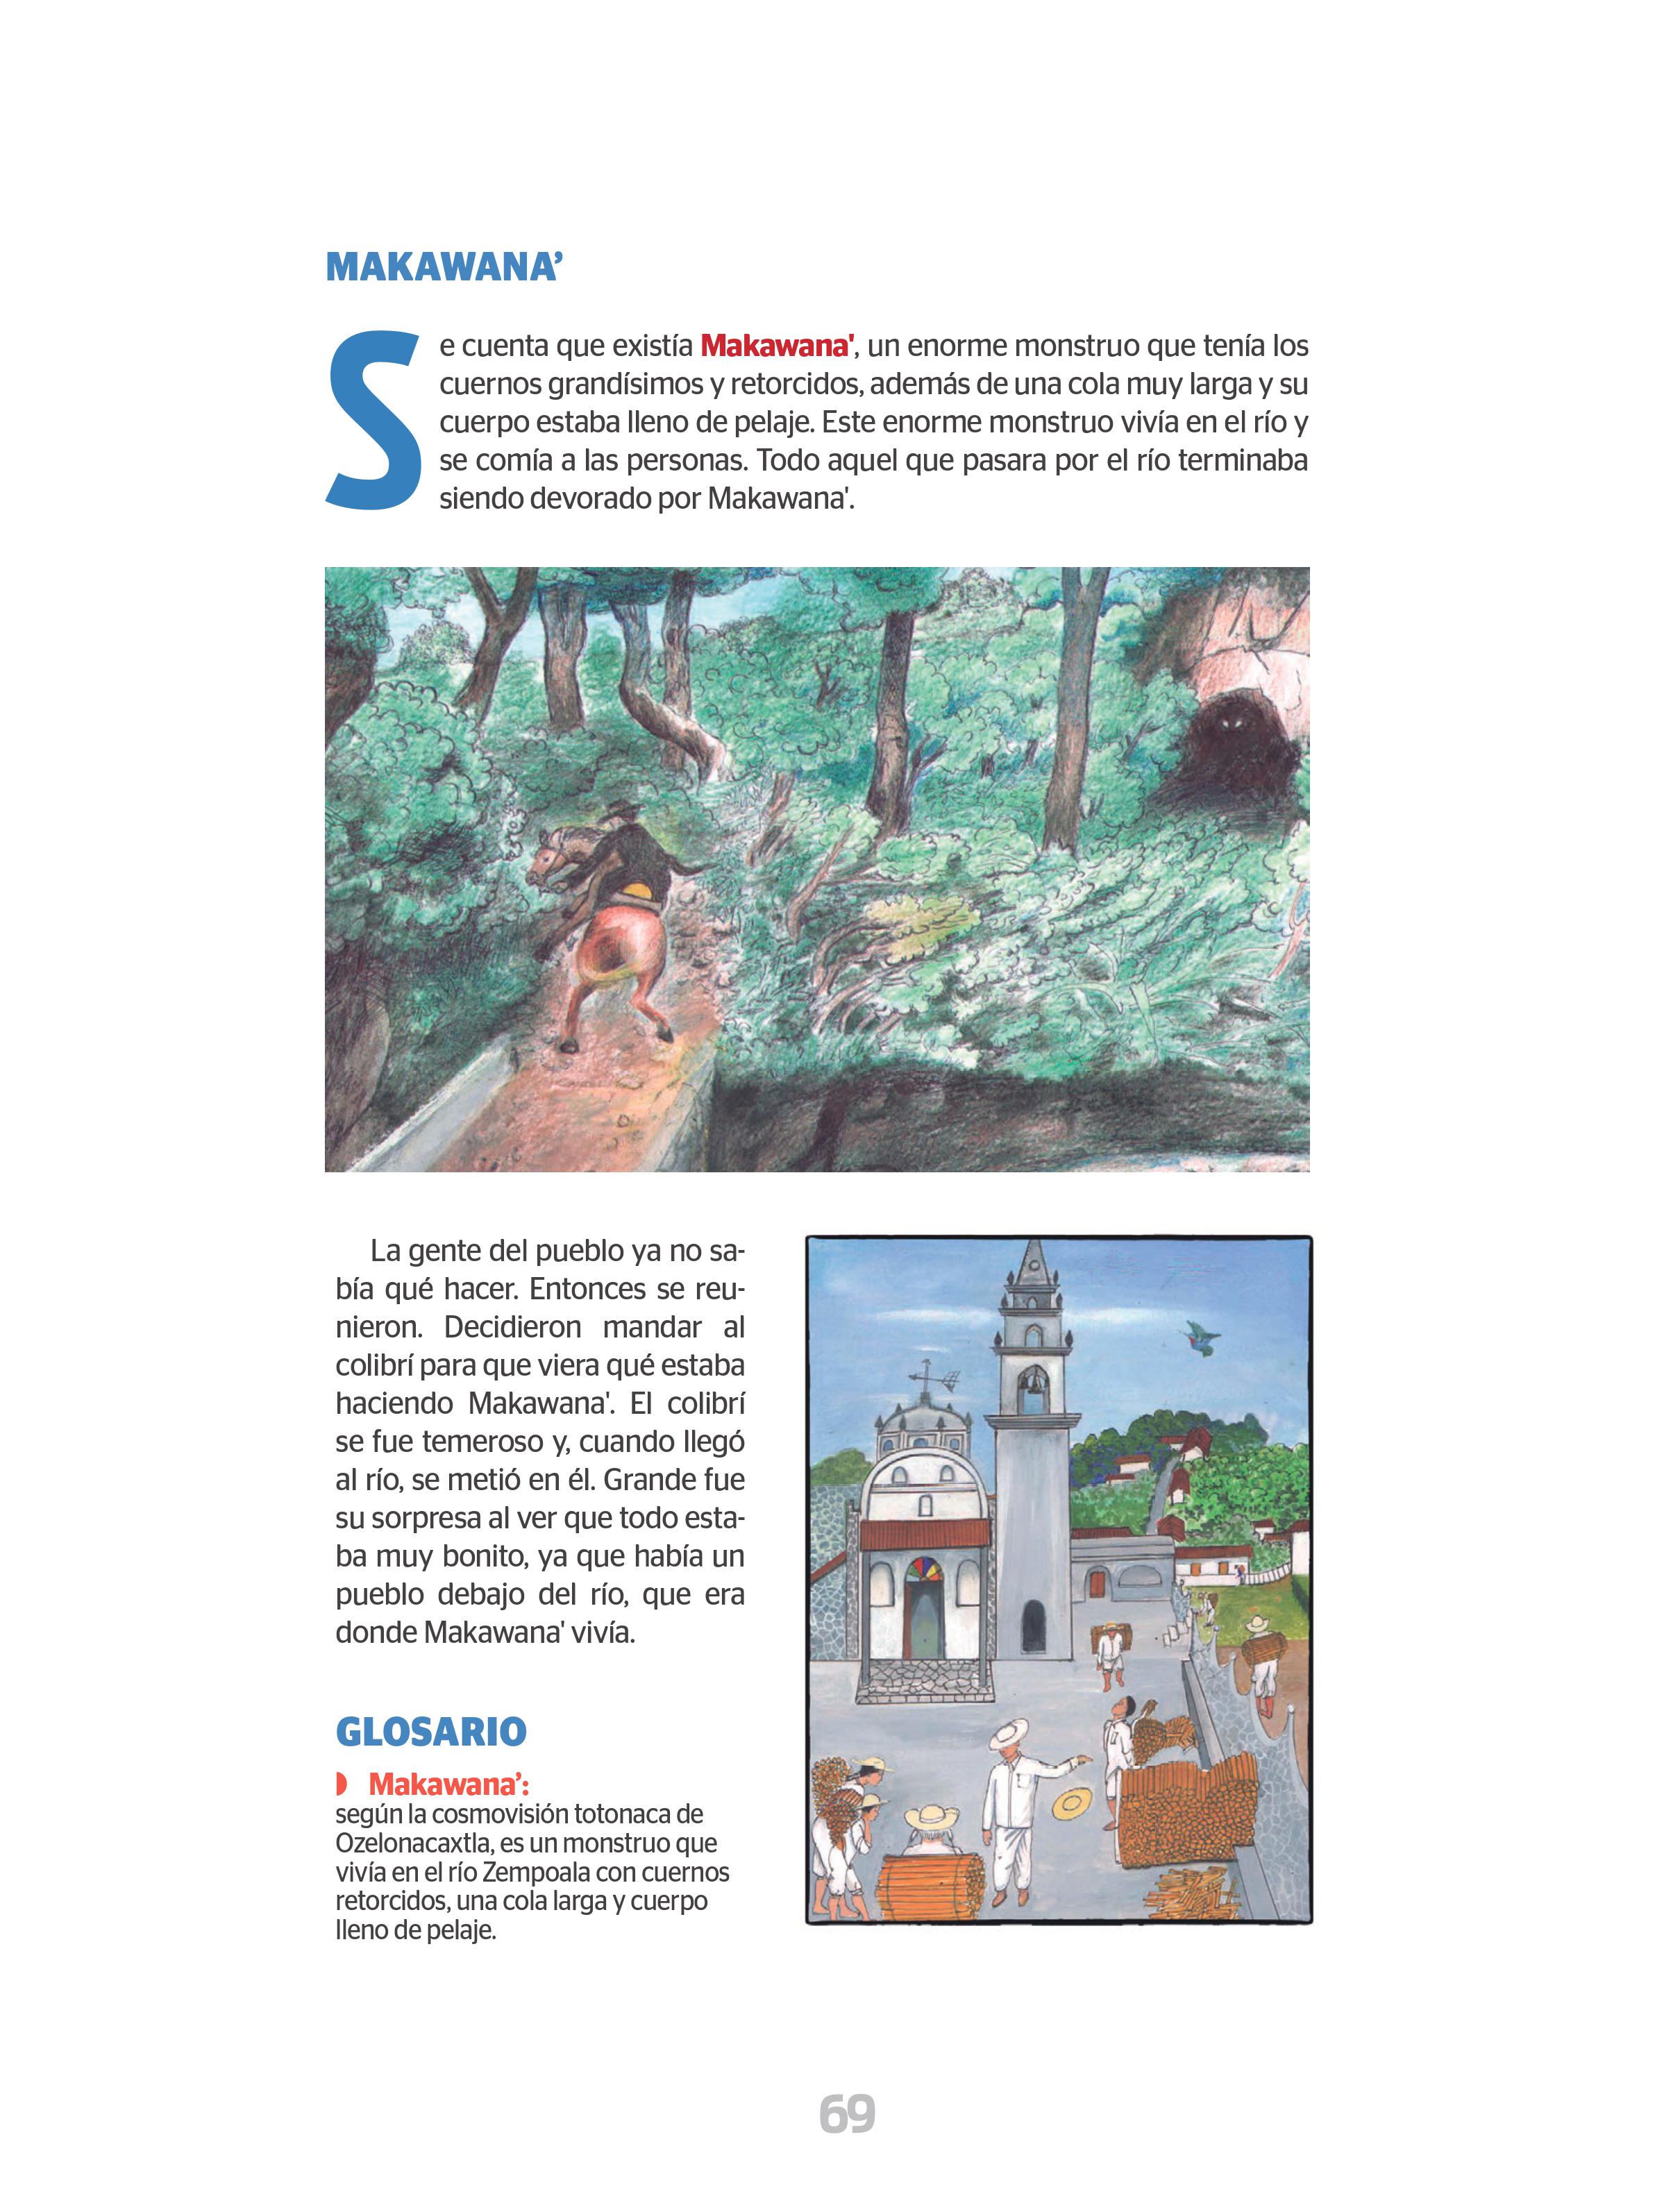 MAKAWANA’
Se cuenta que existía Makawana', un enorme monstruo que tenía los
cuernos grandísimos y retorcidos, además de una cola muy larga y su
cuerpo estaba lleno de pelaje. Este enorme monstruo vivía en el río y
se comía a las personas. Todo aquel que pasara por el río terminaba
siendo devorado por Makawana'.
La gente del pueblo ya no sa-
bía qué hacer. Entonces se reu-
nieron. Decidieron mandar al
colibrí para que viera qué estaba
haciendo Makawana'. El colibrí
se fue temeroso y, cuando llegó
al río, se metió en él. Grande fue
su sorpresa al ver que todo esta-
ba muy bonito, ya que había un
pueblo debajo del río, que era
donde Makawana' vivía.
GLOSARIO
Makawana’:
según la cosmovisión totonaca de
Ozelonacaxtla, es un monstruo que
vivía en el río Zempoala con cuernos
retorcidos, una cola larga y cuerpo
lleno de pelaje.
69